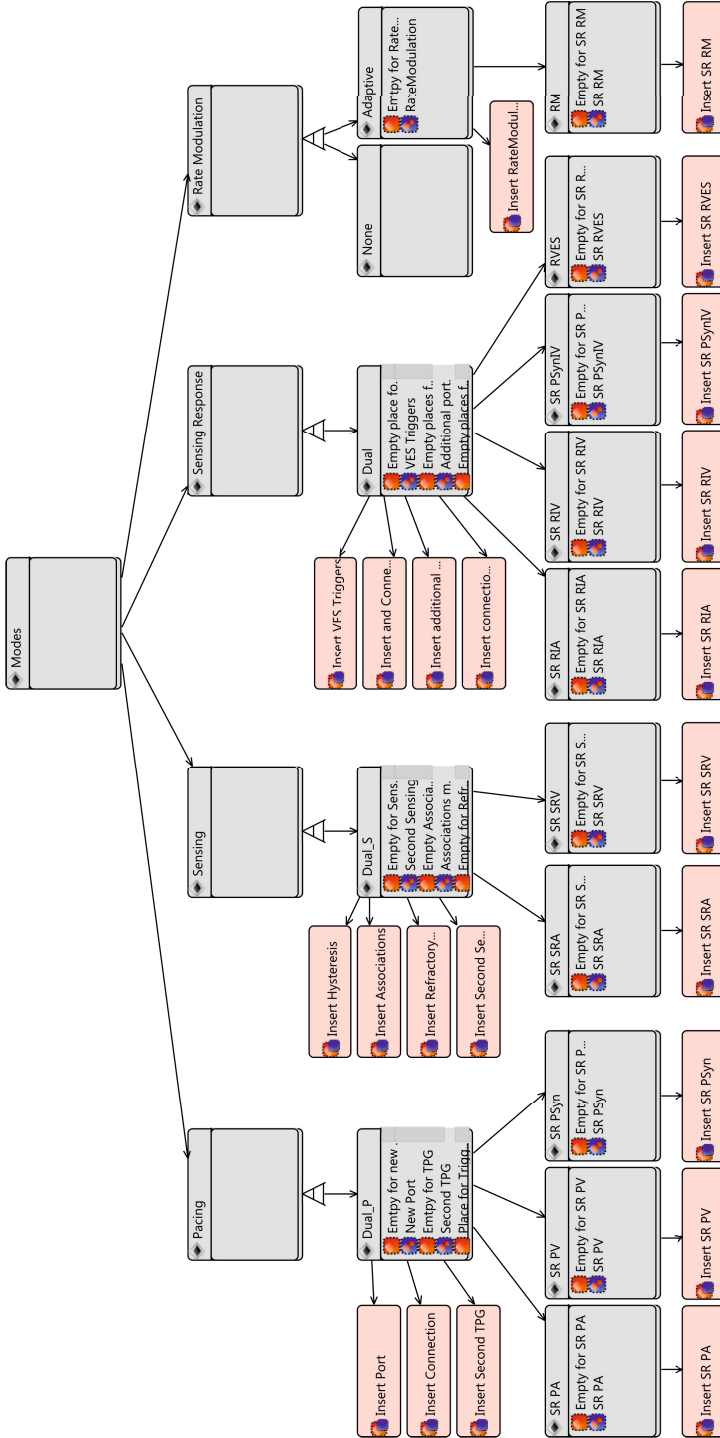 Modes
Pacing
Sensing
Sensing Response
Rate Modulation
Dual_P
Emtpy for new .
New Port
Emtpy for TPG
Second TPG
Place for Trigg.
Insert Port
Insert Connection
Insert Second TPG
Dual_S
Empty for Sens.
Second Sensing
Empty Associa..
Associations m.
Empty for Refr.
Insert Hysteresis
Insert Associations
Insert Refractory...
Insert Second Se...
Dual
Empty place fo.
VES Triggers
Empty places f..
Additional port.
Empty places f.
Insert VFS Triggers
Insert and Conne...
Insert additional ...
Insert connectio...
None
Adaptive
Emtpy for Rate...
RateModulation
Insert RateModul...
SR PA
Empty for SR PA
SR PA
SR PV
Empty for SR PV
SR PV
SR PSyn
Empty for SR P...
SR PSyn
SR SRA
Empty for SR S...
SR SRA
SR SRV
Empty for SR S...
SR SRV
SR RIA
Empty for SR RIA
SR RIA
SR RIV
Empty for SR RIV
SR RIV
SR PSynIV
Empty for SR P...
SR PSynIV
RVES
Empty for SR R...
SR RVES
RM
Empty for SR RM
SR RM
Insert SR PA
Insert SR PV
Insert SR PSyn
Insert SR SRA
Insert SR SRV
Insert SR RIA
Insert SR RIV
Insert SR PSynIV
Insert SR RVES
Insert SR RM